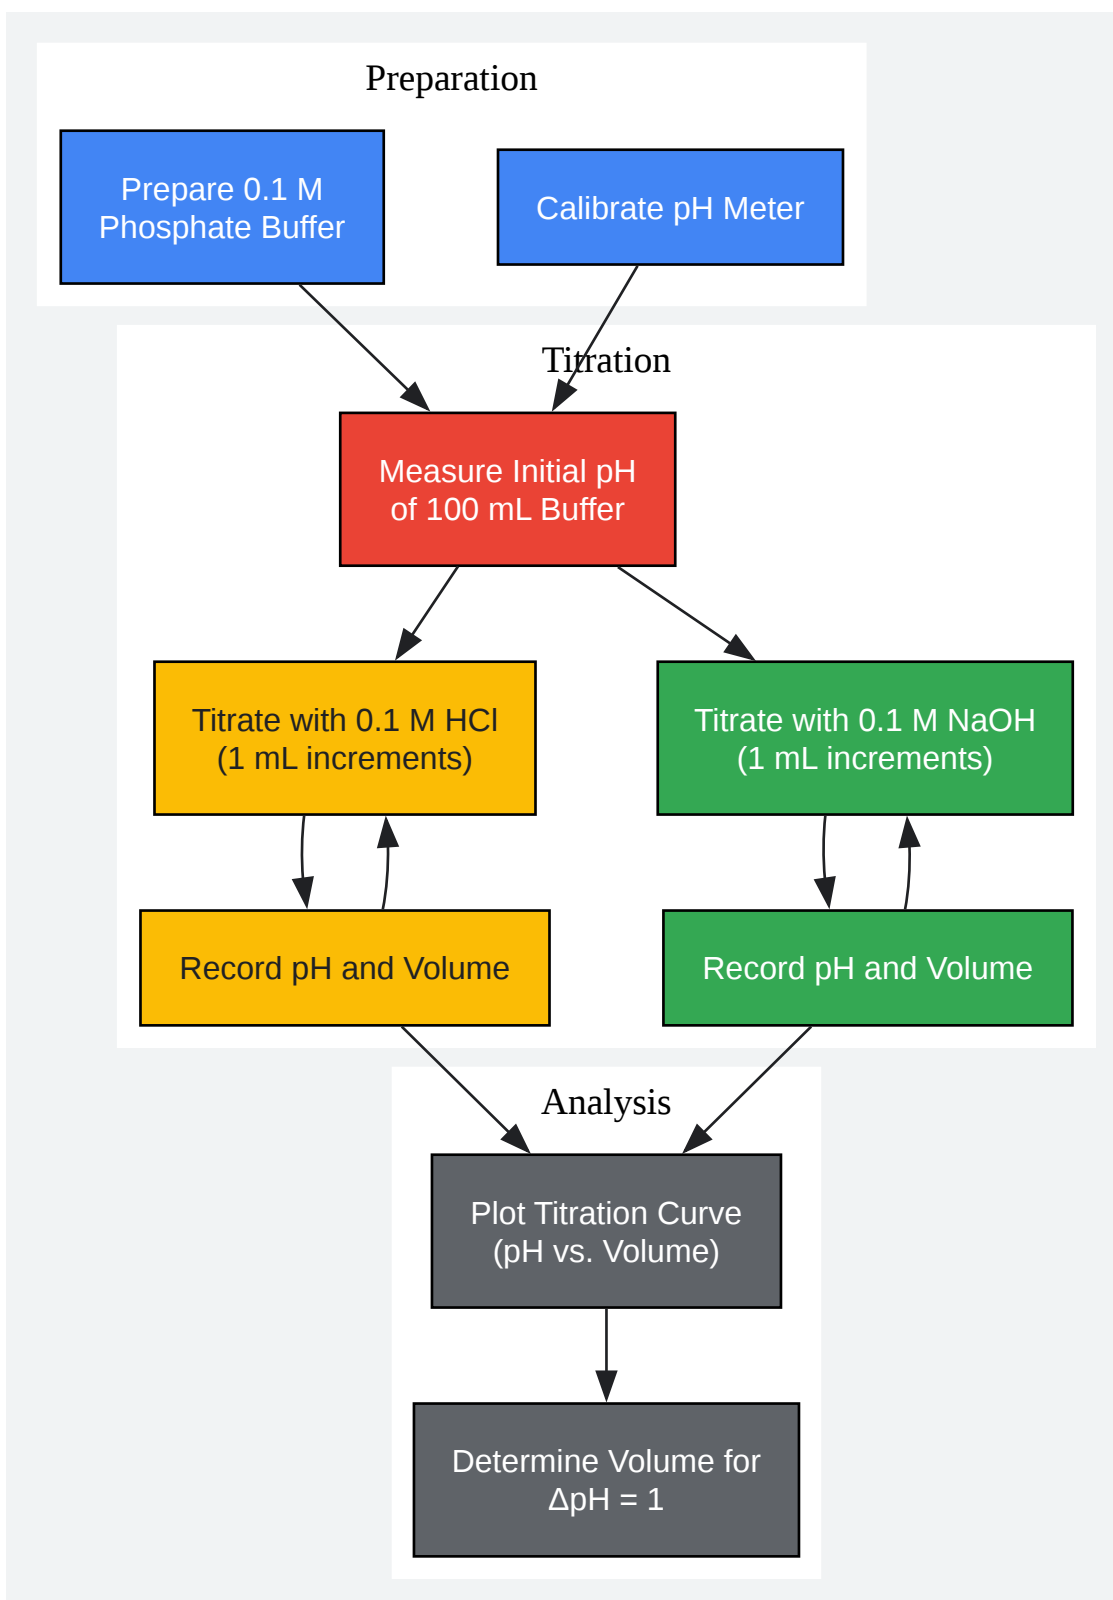 Preparation
Prepare 0.1 M
Phosphate Buffer
Calibrate pH Meter
Titration
Measure Initial pH
of 100 mL Buffer
Titrate with 0.1 M HCl
(1 mL increments)
Titrate with 0.1 M NaOH
(1 mL increments)
Record pH and Volume
Record pH and Volume
Analysis
Plot Titration Curve
(pH vs. Volume)
Determine Volume for
ΔpH = 1